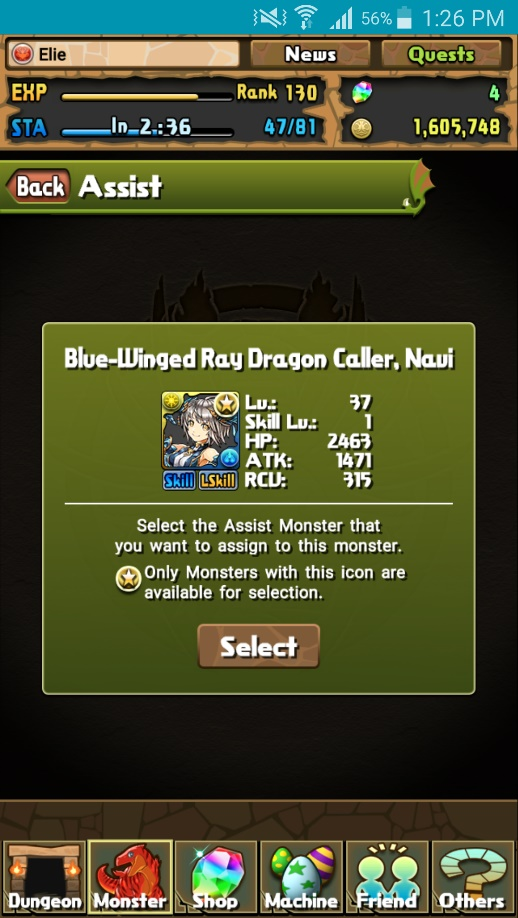 56% 1:26 PM
Elie News Quests
EXP Rank 130 4
STA In 2:36 47/81 1,605,748
Back Assist
Blue-Winged Ray Dragon Caller, Navi
Lv.: 37
Skill Lv.: 1
HP: 2463
ATK: 1471
RCV: 315
Skill LSkill
Select the Assist Monster that
you want to assign to this monster.
Only Monsters with this icon are
available for selection.
Select
Dungeon Monster Shop Machine Friend Others